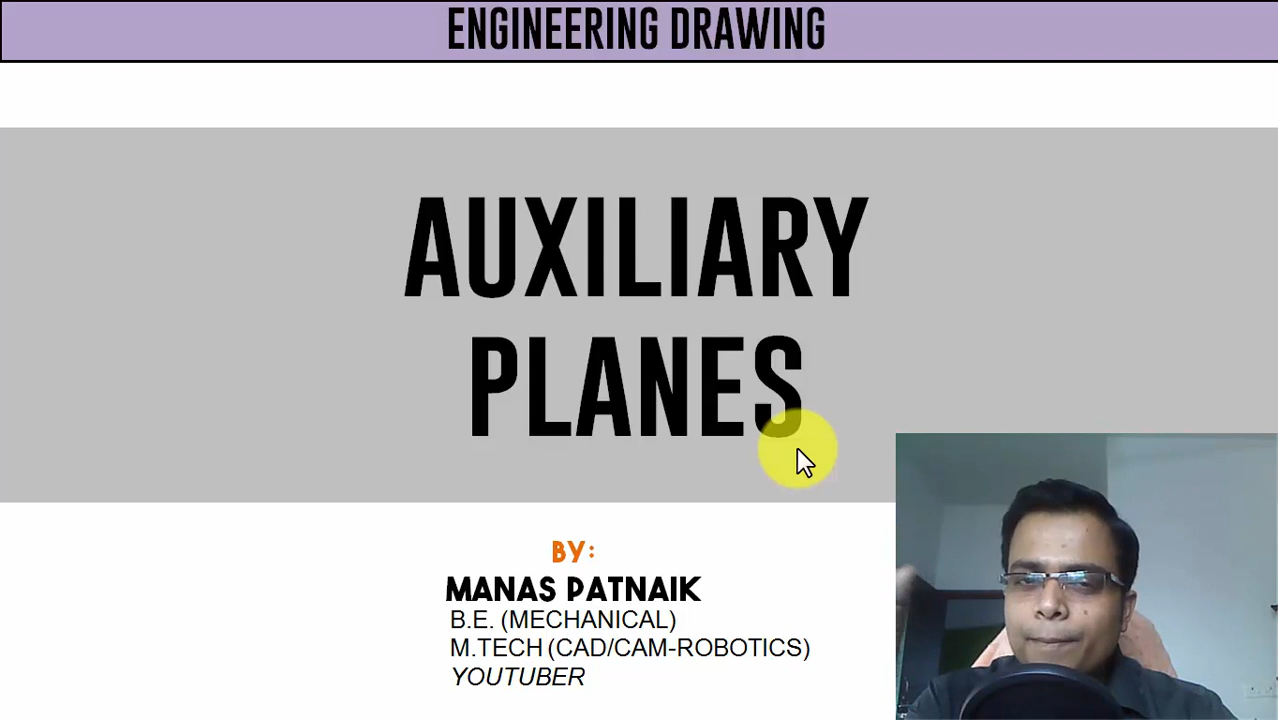 ENGINEERING DRAWING
AUXILIARY
PLANES
BY:
MANAS PATNAIK
B.E. (MECHANICAL)
M.TECH (CAD/CAM-ROBOTICS)
YOUTUBER